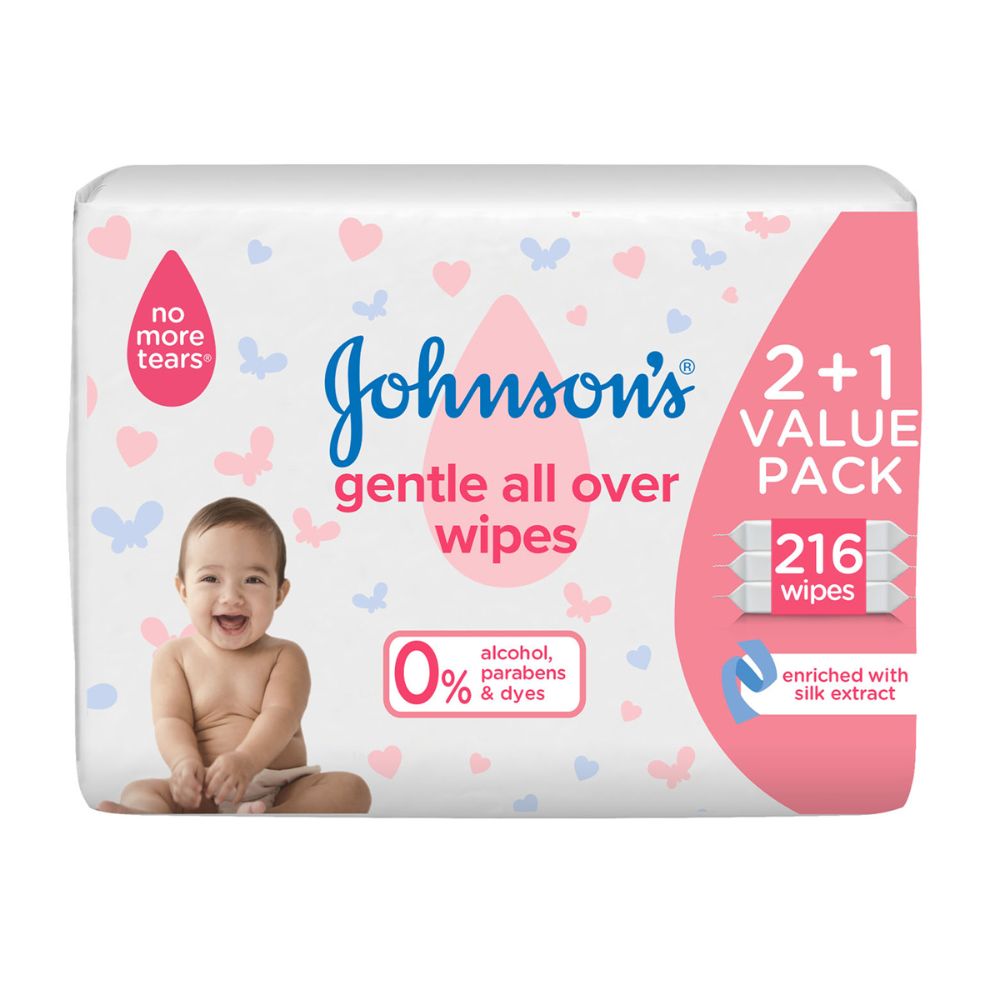 no
more
tears®
Johnson's®
gentle all over
wipes
0%
alcohol,
parabens
& dyes
2+1
VALUE
PACK
216
wipes
enriched with
silk extract